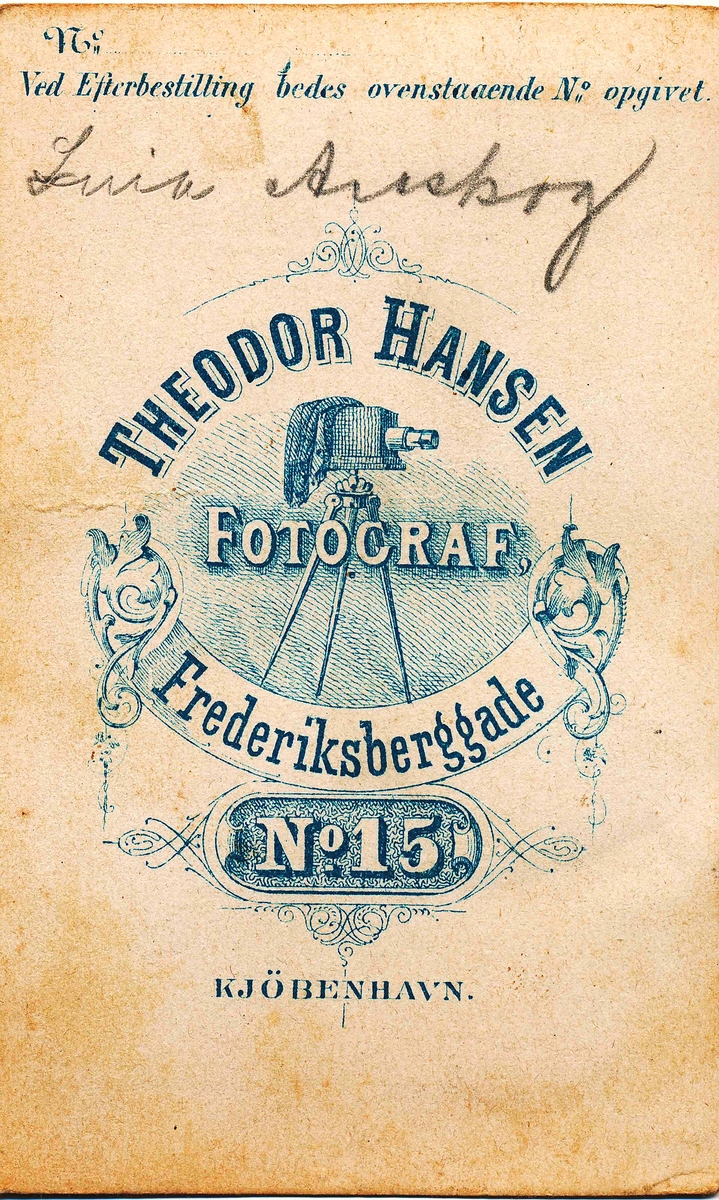 No
Ved Efterbestilling bedes ovenstaaende No opgivet.
THEODOR HANSEN
FOTOGRAF,
Frederiksberggade
No. 15
KJÖBENHAVN.